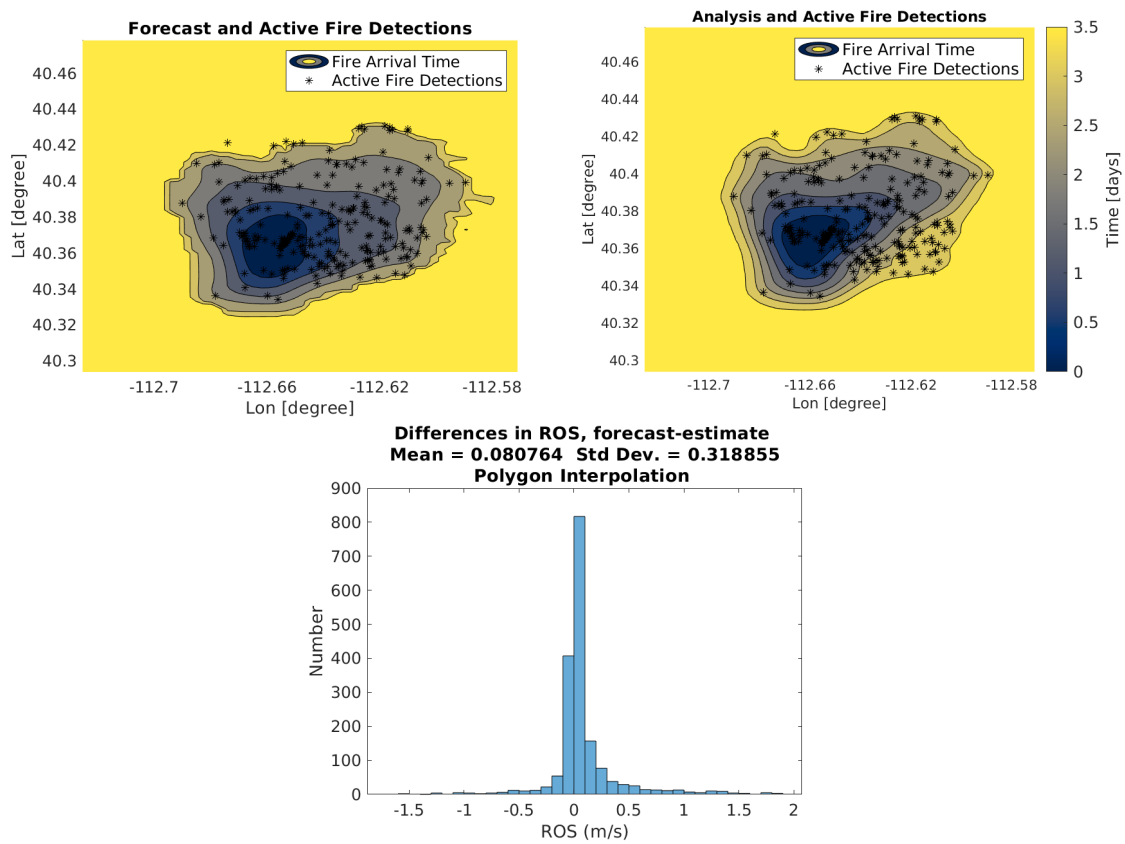 Forecast and Active Fire Detections
Fire Arrival Time
Active Fire Detections
40.46
40.44
40.42
40.4
40.38
40.36
40.34
40.32
40.3
Lat [degree]
-112.7 -112.66 -112.62 -112.58
Lon [degree]
Analysis and Active Fire Detections
Fire Arrival Time
Active Fire Detections
40.46
40.44
40.42
40.4
40.38
40.36
40.34
40.32
40.3
Lat [degree]
-112.7 -112.66 -112.62 -112.58
Lon [degree]
3.5
3
2.5
2
1.5
1
0.5
0
Time [days]
Differences in ROS, forecast-estimate
Mean = 0.080764 Std Dev. = 0.318855
Polygon Interpolation
900
800
700
600
500
400
300
200
100
0
Number
-1.5 -1 -0.5 0 0.5 1 1.5 2
ROS (m/s)